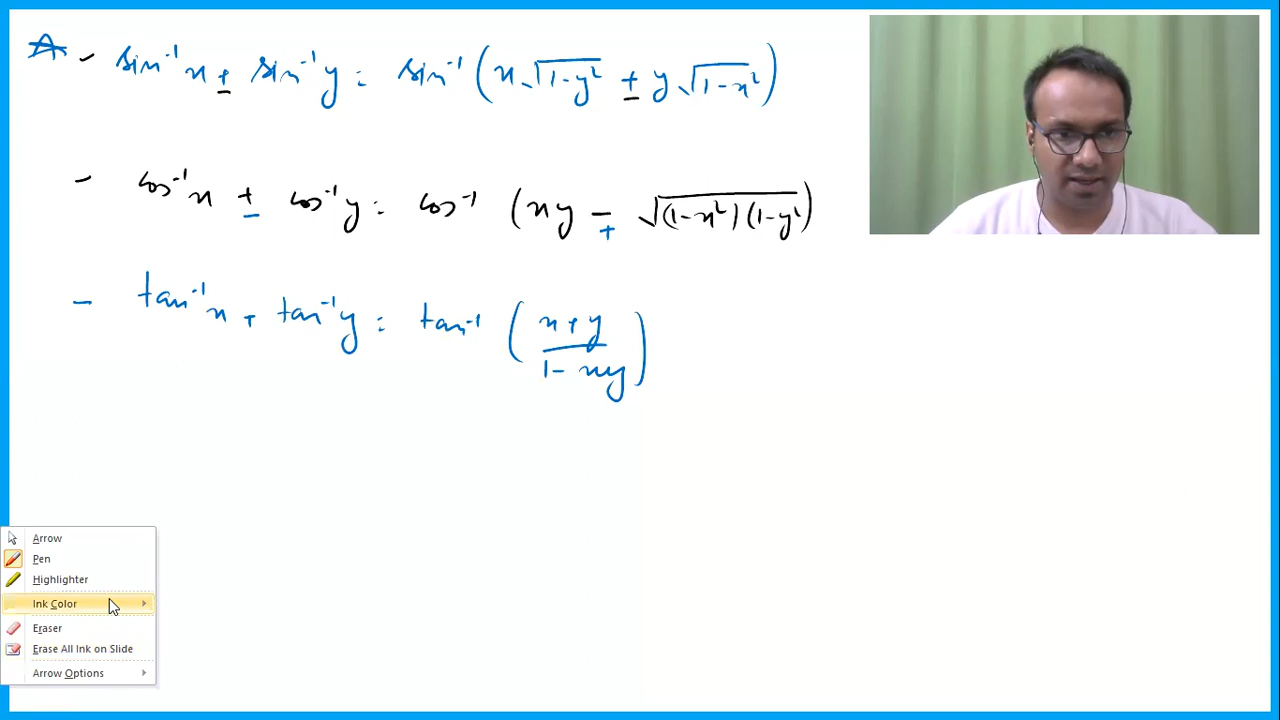 A - sin⁻¹x ± sin⁻¹y = sin⁻¹ (x√1-y² ± y√1-x²)
- cos⁻¹x ± cos⁻¹y = cos⁻¹ (xy ∓ √(1-x²)(1-y²))
- tan⁻¹x + tan⁻¹y = tan⁻¹ (x+y / 1-xy)
Arrow
Pen
Highlighter
Ink Color
Eraser
Erase All Ink on Slide
Arrow Options